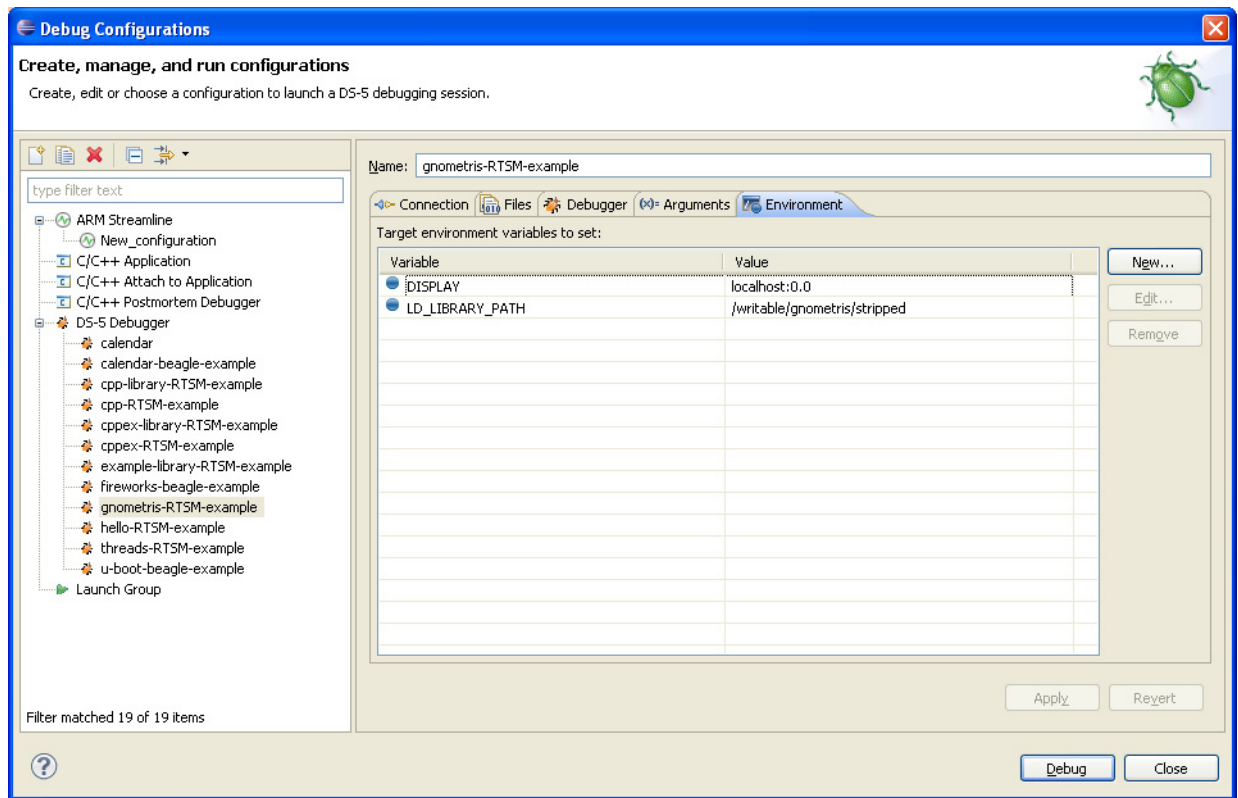 Debug Configurations
Create, manage, and run configurations
Create, edit or choose a configuration to launch a DS-5 debugging session.
type filter text
ARM Streamline
New_configuration
C/C++ Application
C/C++ Attach to Application
C/C++ Postmortem Debugger
DS-5 Debugger
calendar
calendar-beagle-example
cpp-library-RTSM-example
cpp-RTSM-example
cppex-library-RTSM-example
cppex-RTSM-example
example-library-RTSM-example
fireworks-beagle-example
gnometris-RTSM-example
hello-RTSM-example
threads-RTSM-example
u-boot-beagle-example
Launch Group
Filter matched 19 of 19 items
Name: gnometris-RTSM-example
Connection Files Debugger (x)= Arguments Environment
Target environment variables to set:
Variable Value
DISPLAY localhost:0.0
LD_LIBRARY_PATH /writable/gnometris/stripped
New...
Edit...
Remove
Apply Revert
Debug Close